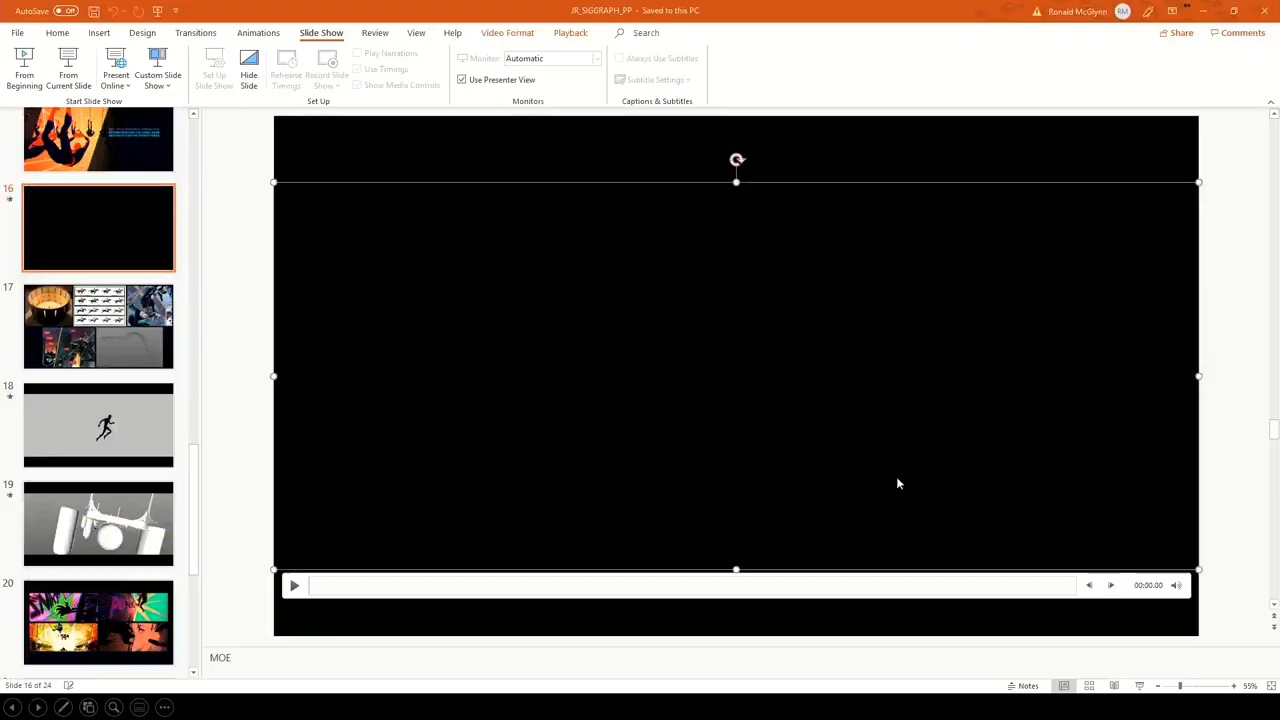 AutoSave Off
JR_SIGGRAPH_PP - Saved to this PC
Ronald McGlynn RM
File Home Insert Design Transitions Animations Slide Show Review View Help Video Format Playback Search
Share Comments
From Beginning
From Current Slide
Present Online
Custom Slide Show
Start Slide Show
Set Up Slide Show
Hide Slide
Rehearse Timings
Record Slide Show
Play Narrations
Use Timings
Show Media Controls
Set Up
Monitor: Automatic
Use Presenter View
Monitors
Always Use Subtitles
Subtitle Settings
Captions & Subtitles
16
17
18
19
20
00:00.00
MOE
Slide 16 of 24
Notes
55%